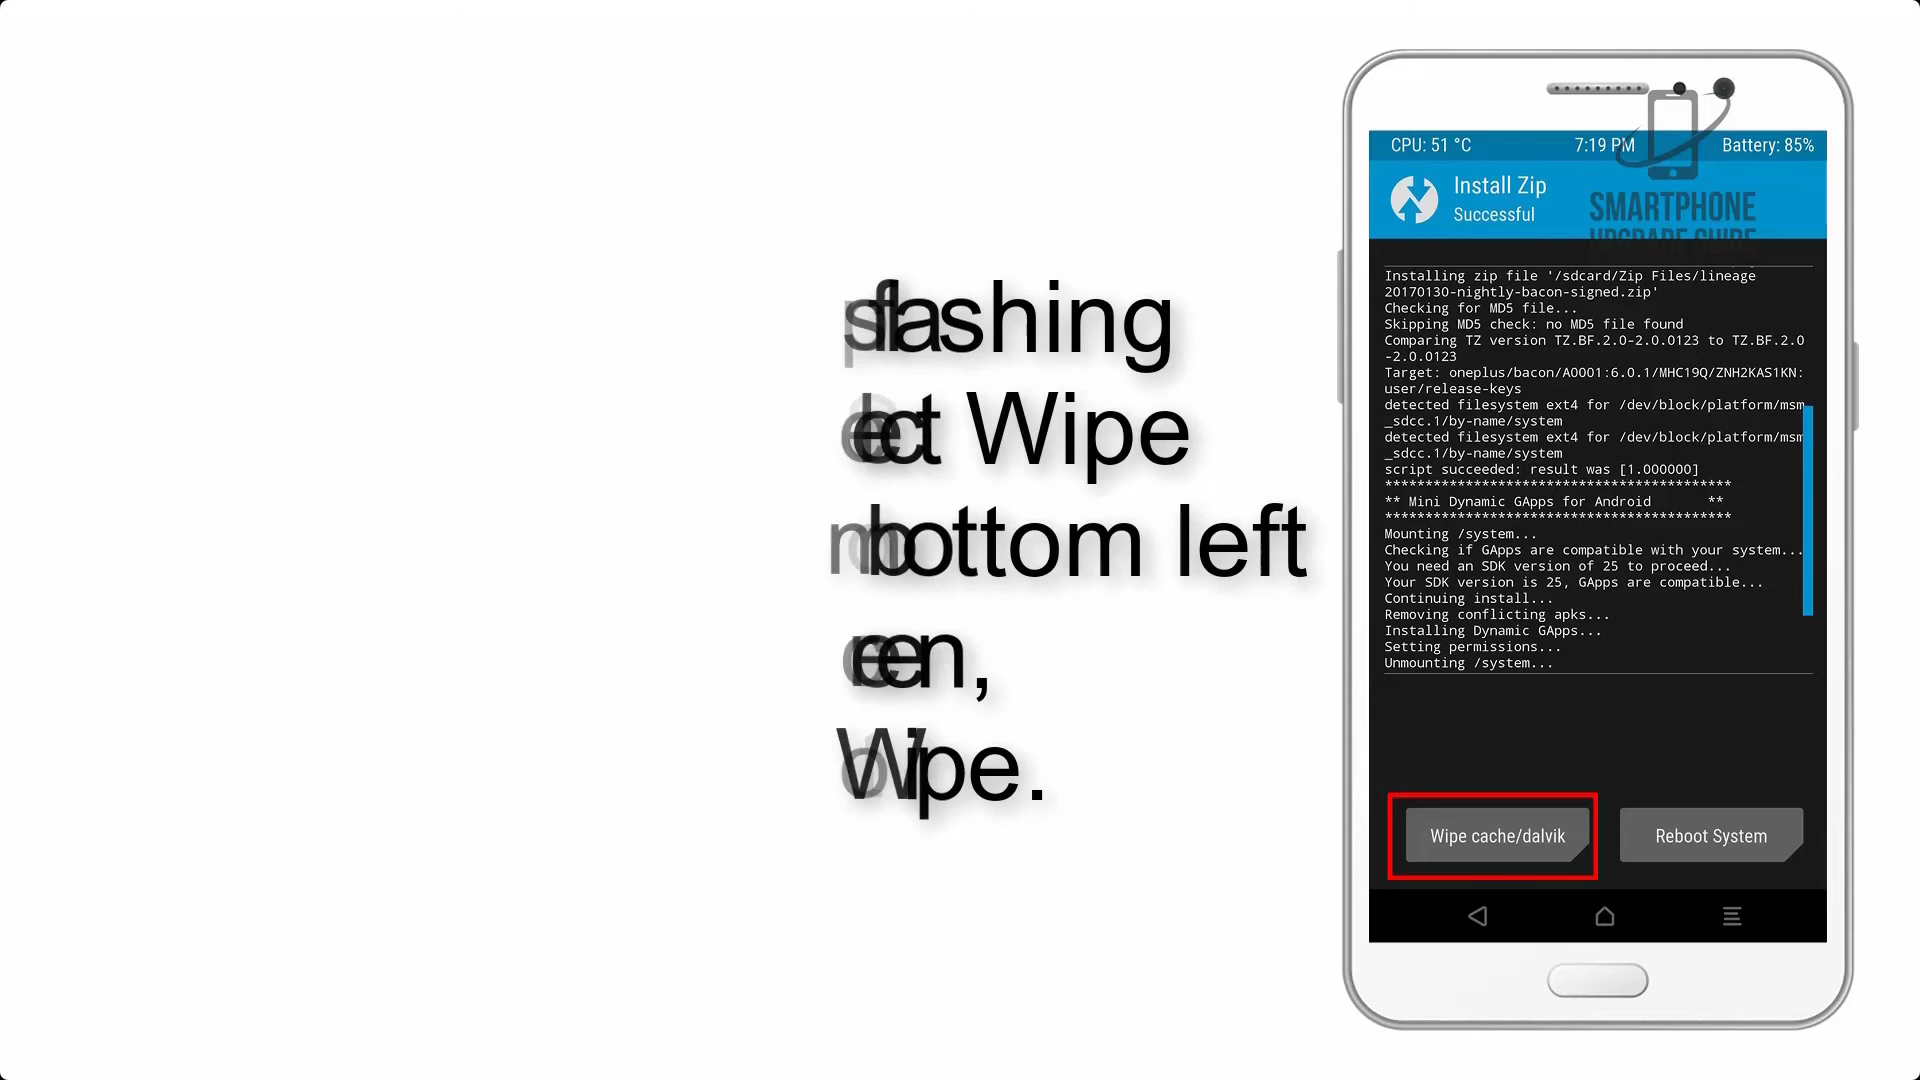 flashing
ct Wipe
bottom left
en,
Wipe.
CPU: 51 °C 7:19 PM Battery: 85%
Install Zip
Successful
SMARTPHONE
UPGRADE GUIDE
Installing zip file '/sdcard/Zip Files/lineage
20170130-nightly-bacon-signed.zip'
Checking for MD5 file...
Skipping MD5 check: no MD5 file found
Comparing TZ version TZ.BF.2.0-2.0.0123 to TZ.BF.2.0
-2.0.0123
Target: oneplus/bacon/A0001:6.0.1/MHC19Q/ZNH2KAS1KN:
user/release-keys
detected filesystem ext4 for /dev/block/platform/msm
_sdcc.1/by-name/system
detected filesystem ext4 for /dev/block/platform/msm
_sdcc.1/by-name/system
script succeeded: result was [1.000000]
*******************************************
** Mini Dynamic GApps for Android **
*******************************************
Mounting /system...
Checking if GApps are compatible with your system...
You need an SDK version of 25 to proceed...
Your SDK version is 25, GApps are compatible...
Continuing install...
Removing conflicting apks...
Installing Dynamic GApps...
Setting permissions...
Unmounting /system...
Wipe cache/dalvik Reboot System